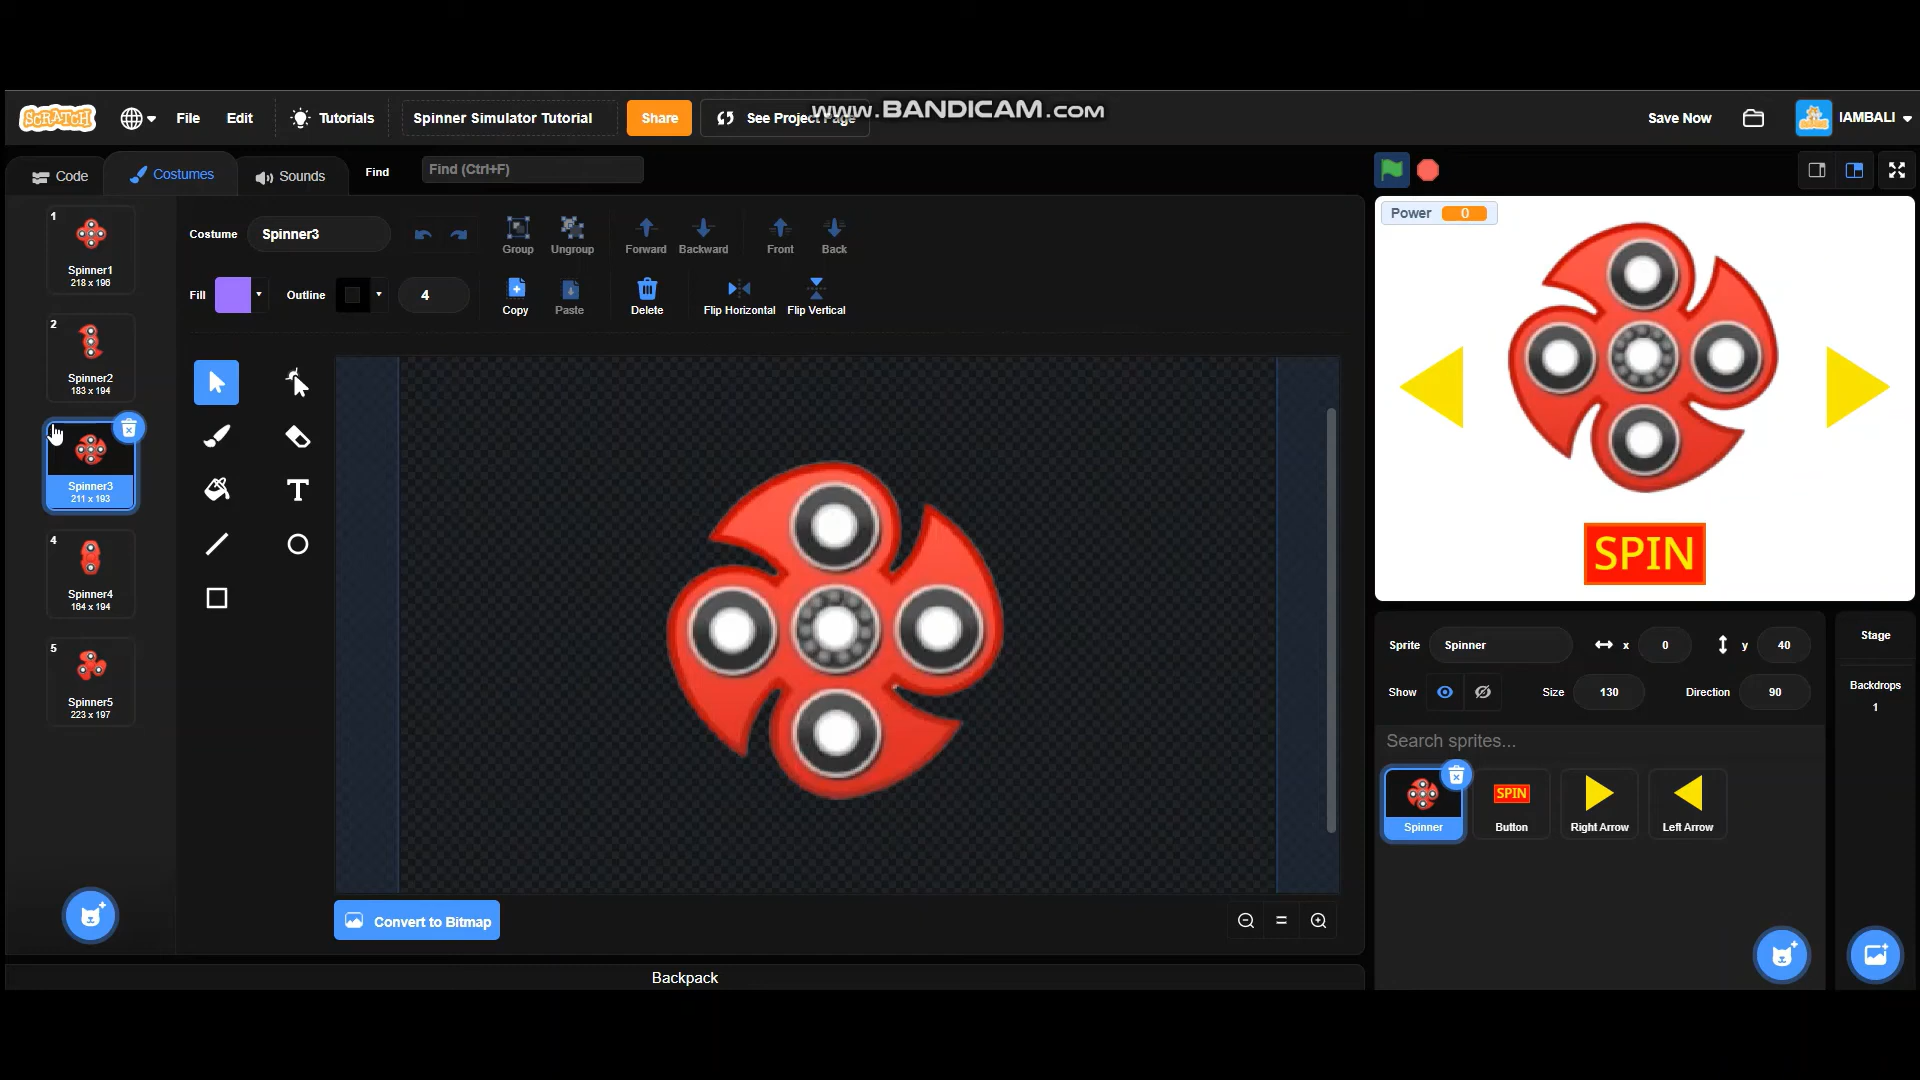 SCRATCH File Edit Tutorials Spinner Simulator Tutorial Share See Project Page Save Now IAMBALI
www.BANDICAM.com
Code Costumes Sounds Find Find (Ctrl+F)
1
Spinner1
218 x 196
2
Spinner2
183 x 194
3
Spinner3
211 x 193
4
Spinner4
164 x 194
5
Spinner5
223 x 197
Costume Spinner3 Group Ungroup Forward Backward Front Back
Fill Outline 4 Copy Paste Delete Flip Horizontal Flip Vertical
T
Convert to Bitmap
Backpack
Power 0
SPIN
Sprite Spinner x 0 y 40
Show Size 130 Direction 90
Search sprites...
Spinner
SPIN
Button
Right Arrow
Left Arrow
Stage
Backdrops
1